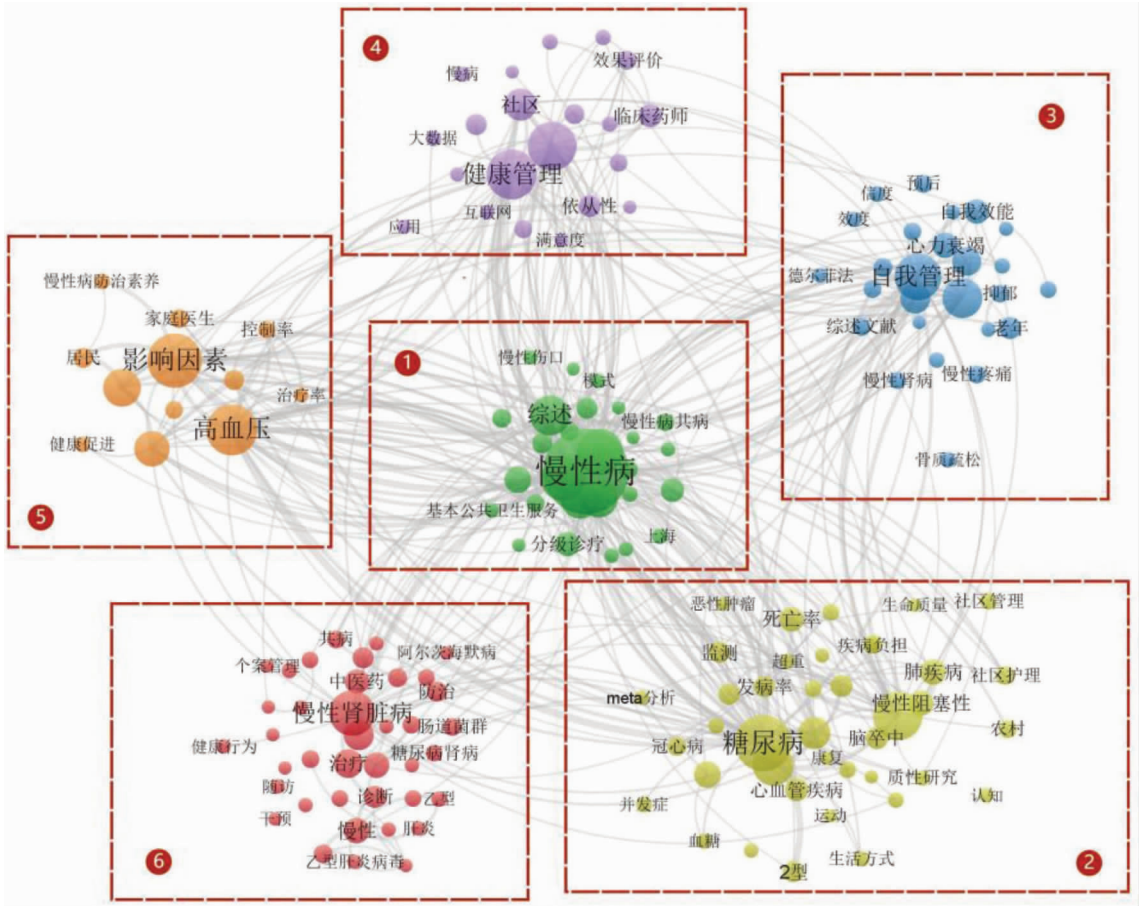 4
效果评价
慢病
社区
临床药师
大数据
健康管理
互联网
依从性
应用
满意度
3
预后
信度
效度
自我效能
心力衰竭
德尔菲法
自我管理
抑郁
综述文献
老年
慢性肾病
慢性疼痛
骨质疏松
慢性病防治素养
家庭医生
控制率
居民
影响因素
治疗率
高血压
健康促进
5
1
慢性伤口
模式
综述
慢性病共病
慢性病
基本公共卫生服务
分级诊疗
上海
共病
阿尔茨海默病
个案管理
中医药
防治
慢性肾脏病
肠道菌群
健康行为
糖尿病肾病
治疗
随访
诊断
乙型
干预
慢性
肝炎
乙型肝炎病毒
6
恶性肿瘤
死亡率
生命质量
社区管理
监测
超重
疾病负担
肺疾病
社区护理
meta分析
发病率
慢性阻塞性
冠心病
糖尿病
脑卒中
农村
康复
心血管疾病
质性研究
认知
并发症
运动
血糖
生活方式
2型
2